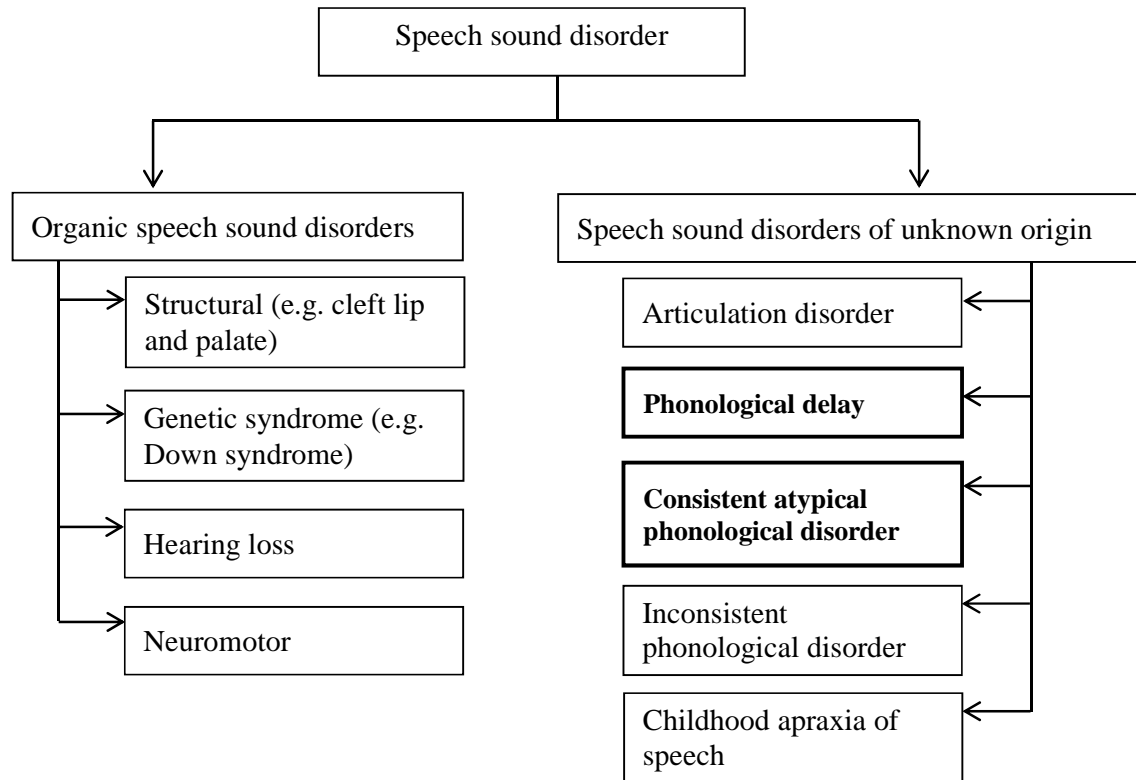 Speech sound disorder
Organic speech sound disorders
Structural (e.g. cleft lip
and palate)
Genetic syndrome (e.g.
Down syndrome)
Hearing loss
Neuromotor
Speech sound disorders of unknown origin
Articulation disorder
Phonological delay
Consistent atypical
phonological disorder
Inconsistent
phonological disorder
Childhood apraxia of
speech